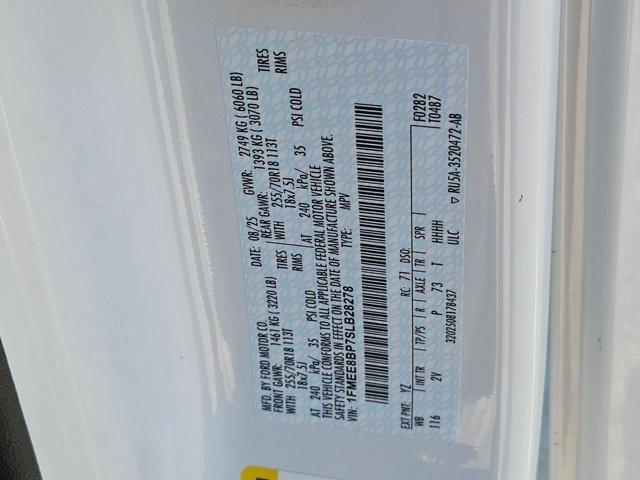 MFD. BY FORD MOTOR CO. DATE: 08/25 GVWR: 2749 KG ( 6060 LB)
FRONT GAWR: 1461 KG ( 3220 LB) REAR GAWR: 1393 KG ( 3070 LB)
WITH 255/70R18 113T TIRES WITH 255/70R18 113T TIRES
18x7.5J RIMS 18x7.5J RIMS
AT 240 kPa/ 35 PSI COLD AT 240 kPa/ 35 PSI COLD
THIS VEHICLE CONFORMS TO ALL APPLICABLE FEDERAL MOTOR VEHICLE
SAFETY STANDARDS IN EFFECT ON THE DATE OF MANUFACTURE SHOWN ABOVE.
VIN: 1FMEE8BP7SLB28278 TYPE: MPV
EXT PNT: YZ RC: 71 DSO: F0282
WB INT TR TP/PS R AXLE TR SPR T0487
116 2V P 73 T HHHH
3202508178437 ULC ▽ RU5A-3520472-AB